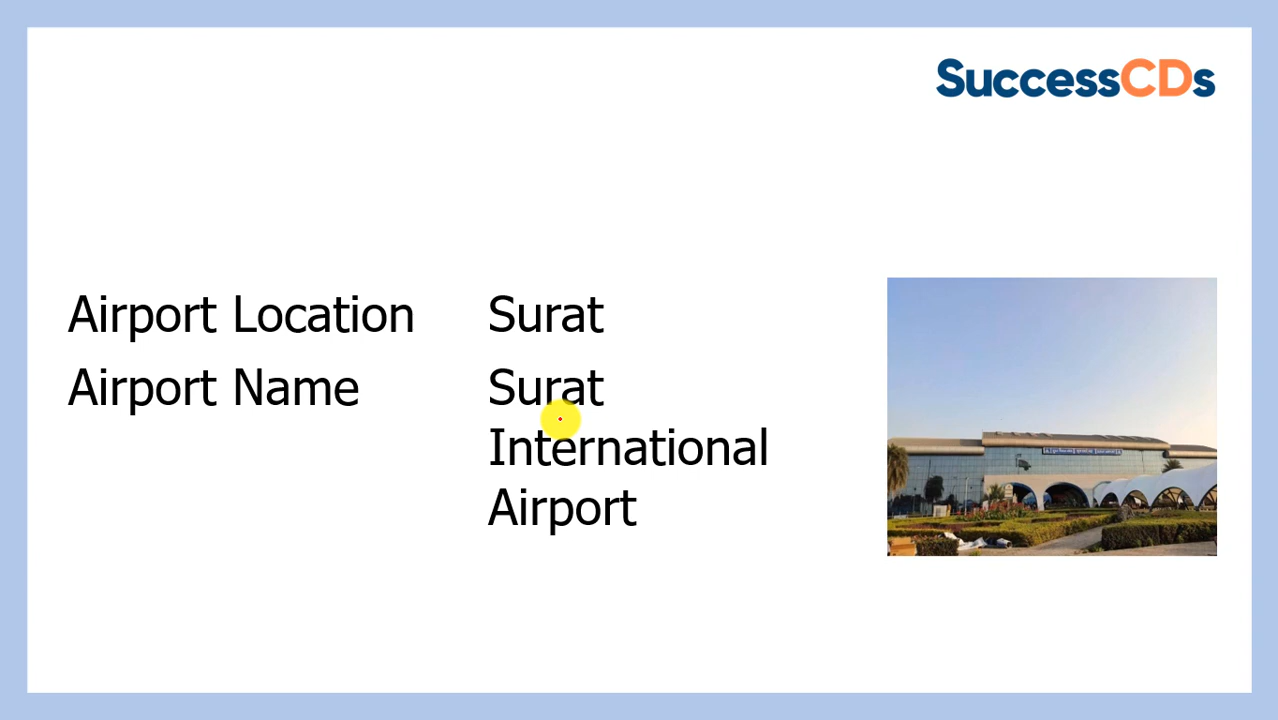 SuccessCDs
Airport Location Surat
Airport Name Surat
International
Airport